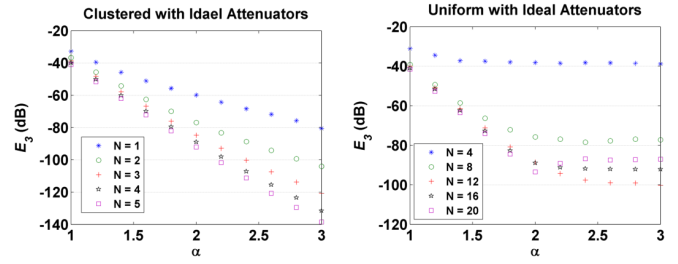 Clustered with Idael Attenuators
-20
-40
-60
-80
-100
-120
-140
E3 (dB)
N = 1
N = 2
N = 3
N = 4
N = 5
1
1.5
2
2.5
3
α
Uniform with Ideal Attenuators
-20
-40
-60
-80
-100
-120
E3 (dB)
N = 4
N = 8
N = 12
N = 16
N = 20
1
1.5
2
2.5
3
α